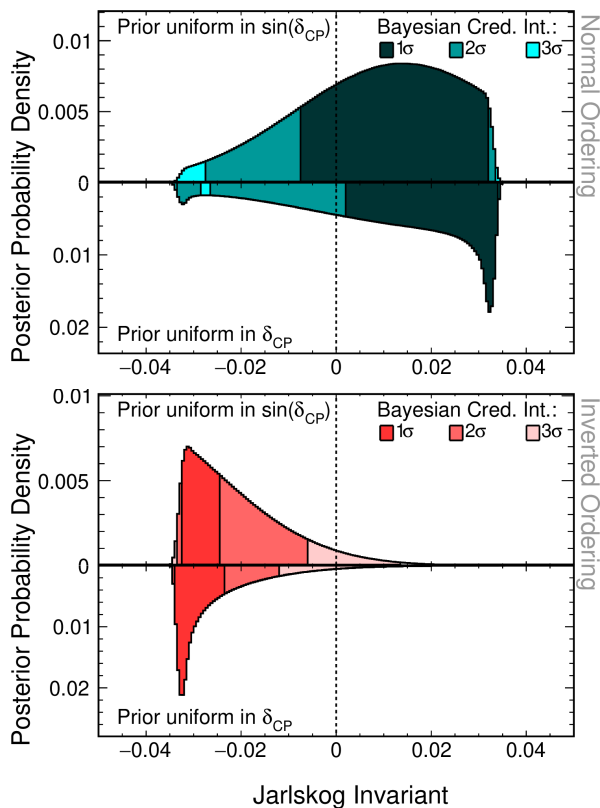 Prior uniform in sin(δCP)
Bayesian Cred. Int.:
1σ 2σ 3σ
Normal Ordering
Posterior Probability Density
0.01
0.005
0
0.01
0.02
Prior uniform in δCP
−0.04 −0.02 0 0.02 0.04
Prior uniform in sin(δCP)
Bayesian Cred. Int.:
1σ 2σ 3σ
Inverted Ordering
Posterior Probability Density
0.01
0.005
0
0.01
0.02
Prior uniform in δCP
−0.04 −0.02 0 0.02 0.04
Jarlskog Invariant